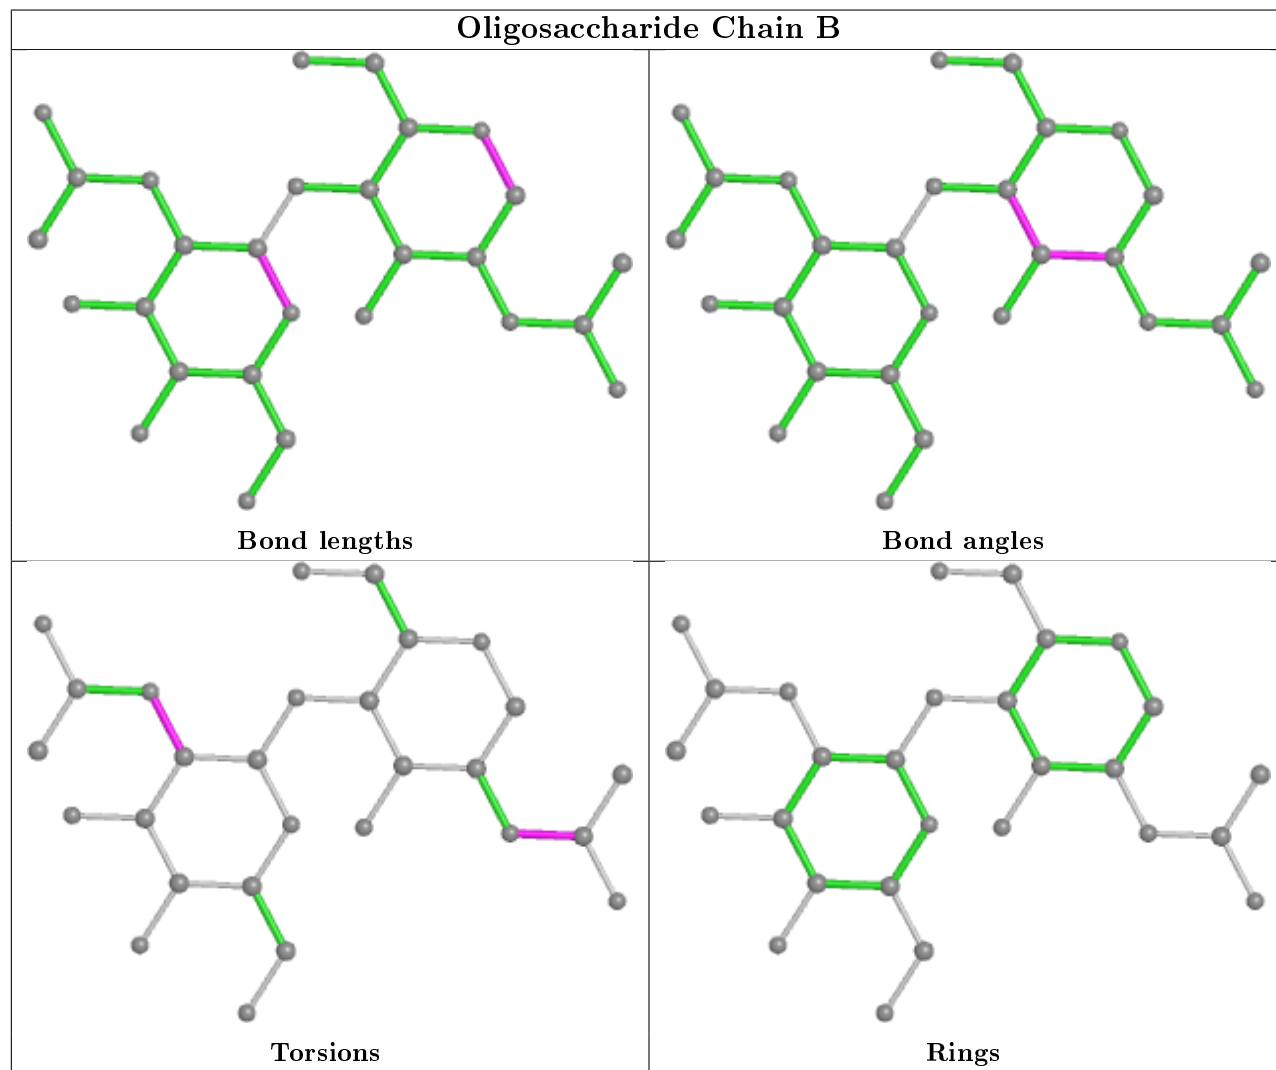 Oligosaccharide Chain B
Bond lengths
Bond angles
Torsions
Rings